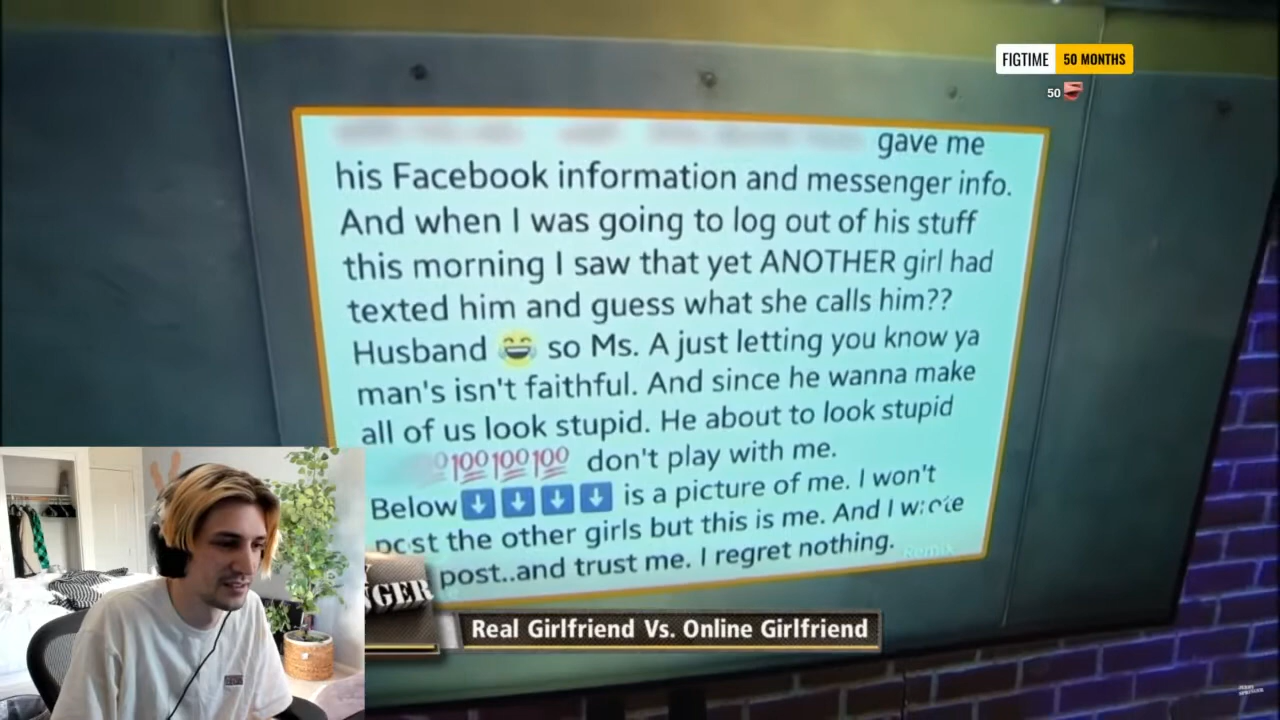 FIGTIME 50 MONTHS
50
gave me
his Facebook information and messenger info.
And when I was going to log out of his stuff
this morning I saw that yet ANOTHER girl had
texted him and guess what she calls him??
Husband 😂 so Ms. A just letting you know ya
man's isn't faithful. And since he wanna make
all of us look stupid. He about to look stupid
💯💯💯 don't play with me.
Below⬇⬇⬇⬇ is a picture of me. I won't
post the other girls but this is me. And I wrote
post..and trust me. I regret nothing.
Real Girlfriend Vs. Online Girlfriend